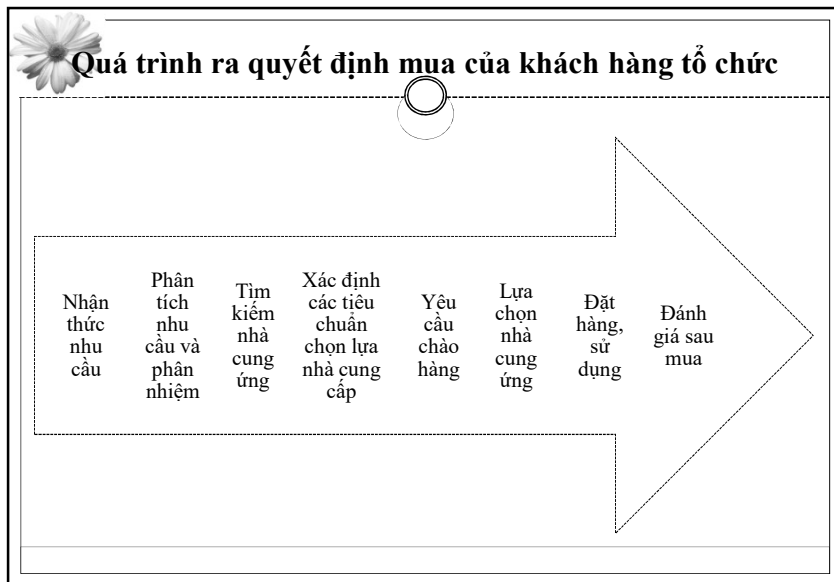 Quá trình ra quyết định mua của khách hàng tổ chức
Nhận
thức
nhu
cầu
Phân
tích
nhu
cầu và
phân
nhiệm
Tìm
kiếm
nhà
cung
ứng
Xác định
các tiêu
chuẩn
chọn lựa
nhà cung
cấp
Yêu
cầu
chào
hàng
Lựa
chọn
nhà
cung
ứng
Đặt
hàng,
sử
dụng
Đánh
giá sau
mua